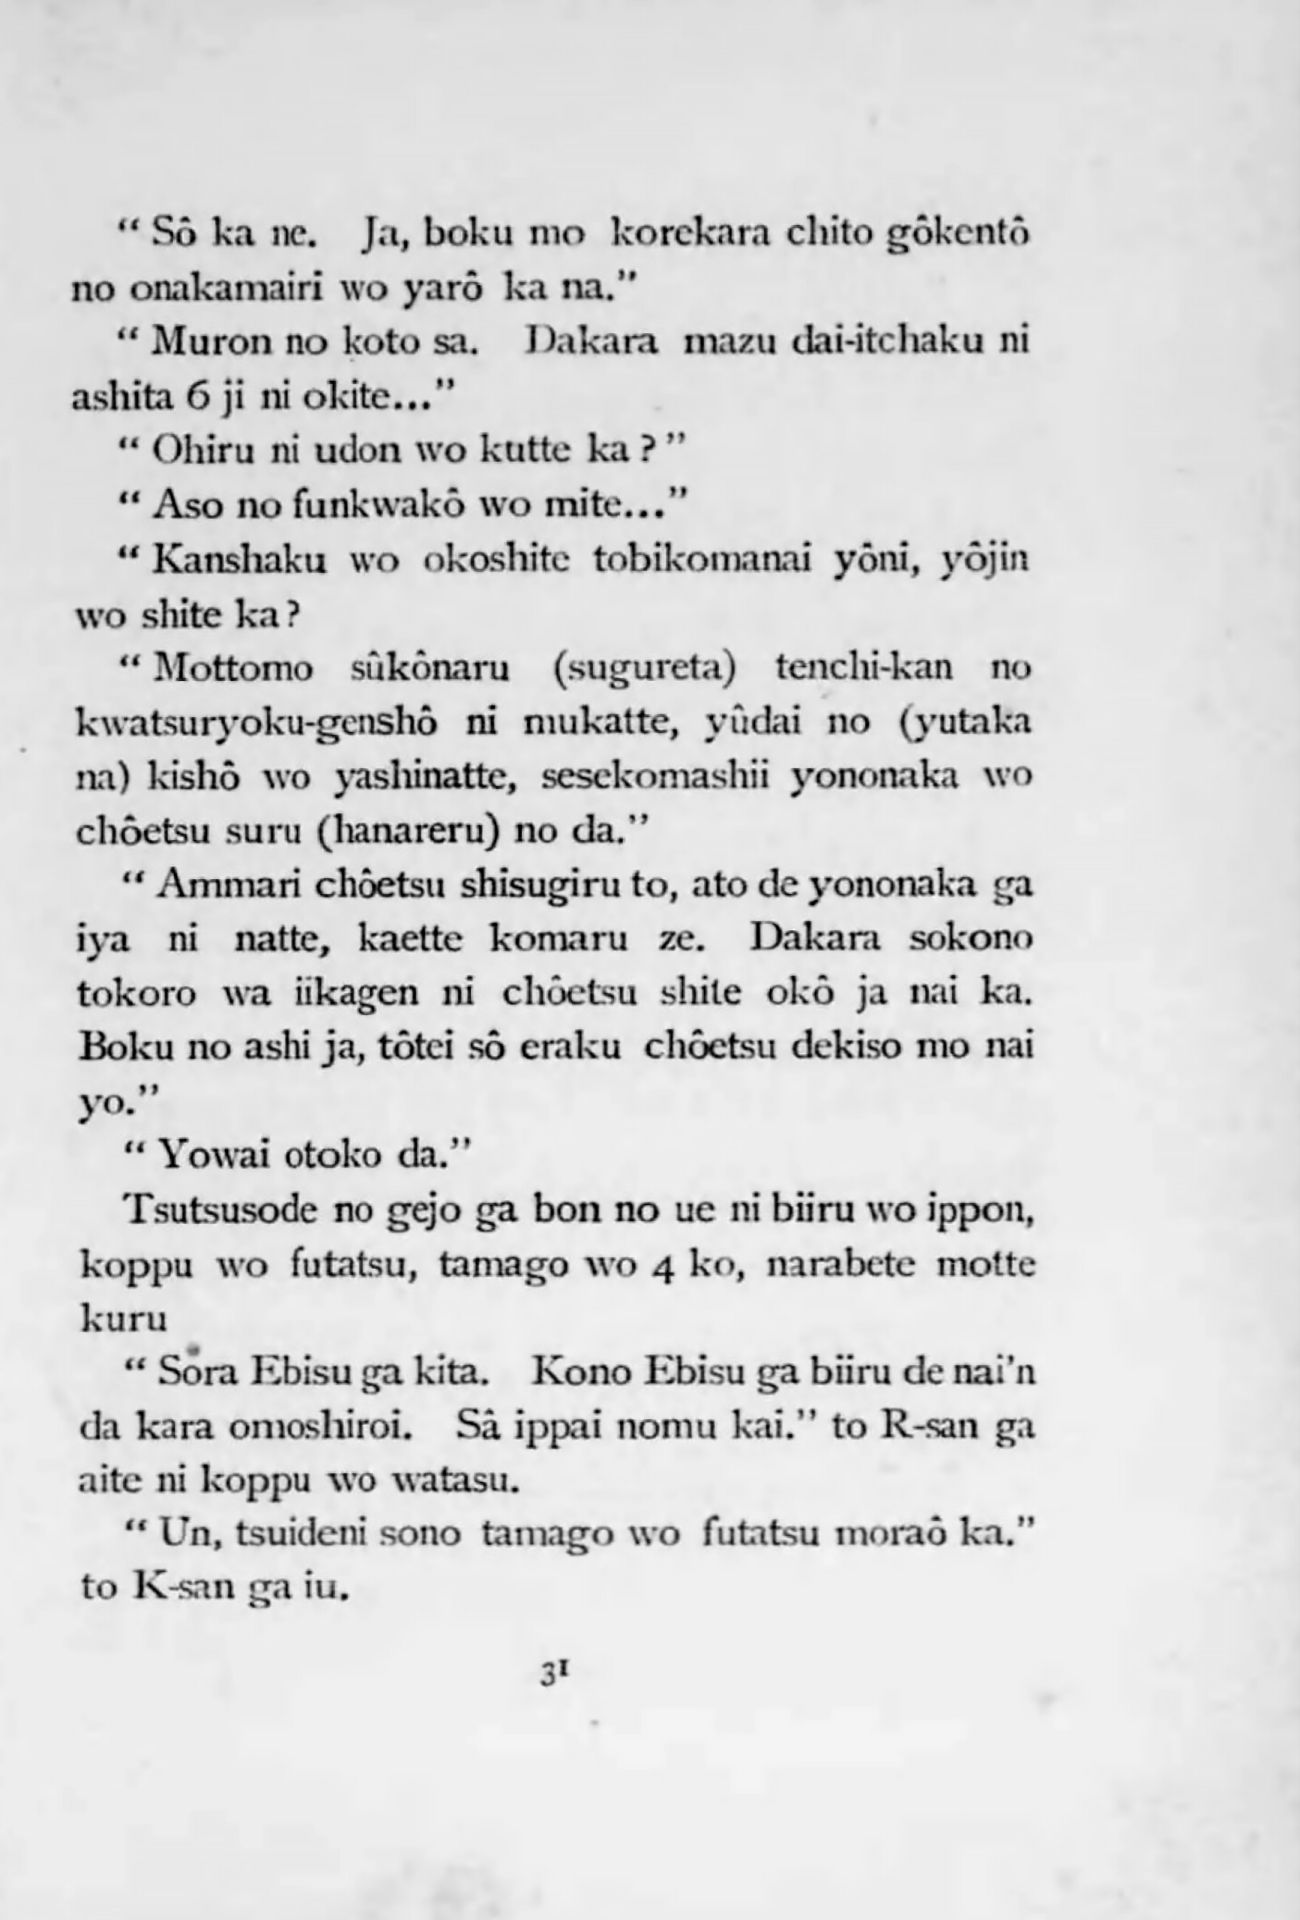 “ Sô ka ne. Ja, boku mo korekara chito gôkentô
no onakamairi wo yarô ka na.”
“ Muron no koto sa. Dakara mazu dai-itchaku ni
ashita 6 ji ni okite...”
“ Ohiru ni udon wo kutte ka ? ”
“ Aso no funkwakô wo mite...”
“ Kanshaku wo okoshite tobikomanai yôni, yôjin
wo shite ka ?
“ Mottomo sûkônaru (sugureta) tenchi-kan no
kwatsuryoku-genshô ni mukatte, yûdai no (yutaka
na) kishô wo yashinatte, sesekomashii yononaka wo
chôetsu suru (hanareru) no da.”
“ Ammari chôetsu shisugiru to, ato de yononaka ga
iya ni natte, kaette komaru ze. Dakara sokono
tokoro wa iikagen ni chôetsu shite okô ja nai ka.
Boku no ashi ja, tôtei sô eraku chôetsu dekiso mo nai
yo.”
“ Yowai otoko da.”
Tsutsusode no gejo ga bon no ue ni biiru wo ippon,
koppu wo futatsu, tamago wo 4 ko, narabete motte
kuru
“ Sora Ebisu ga kita. Kono Ebisu ga biiru de nai’n
da kara omoshiroi. Sâ ippai nomu kai.” to R-san ga
aite ni koppu wo watasu.
“ Un, tsuideni sono tamago wo futatsu moraô ka.”
to K-san ga iu.
31